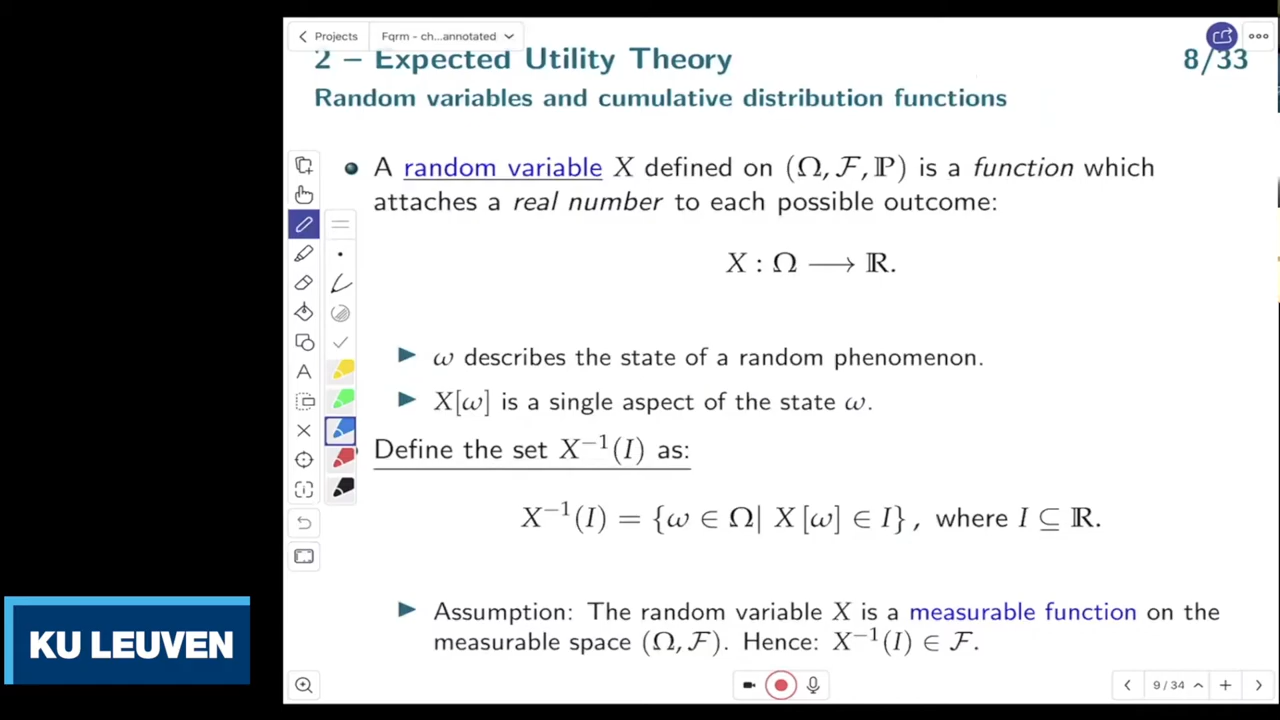 Projects
Fqrm - ch...annotated
2 – Expected Utility Theory
8/33
Random variables and cumulative distribution functions
A random variable X defined on (Ω, ℱ, ℙ) is a function which
attaches a real number to each possible outcome:
X : Ω ⟶ ℝ.
ω describes the state of a random phenomenon.
X[ω] is a single aspect of the state ω.
Define the set X⁻¹(I) as:
X⁻¹(I) = {ω ∈ Ω| X [ω] ∈ I} , where I ⊆ ℝ.
Assumption: The random variable X is a measurable function on the
measurable space (Ω, ℱ). Hence: X⁻¹(I) ∈ ℱ.
KU LEUVEN
9 / 34